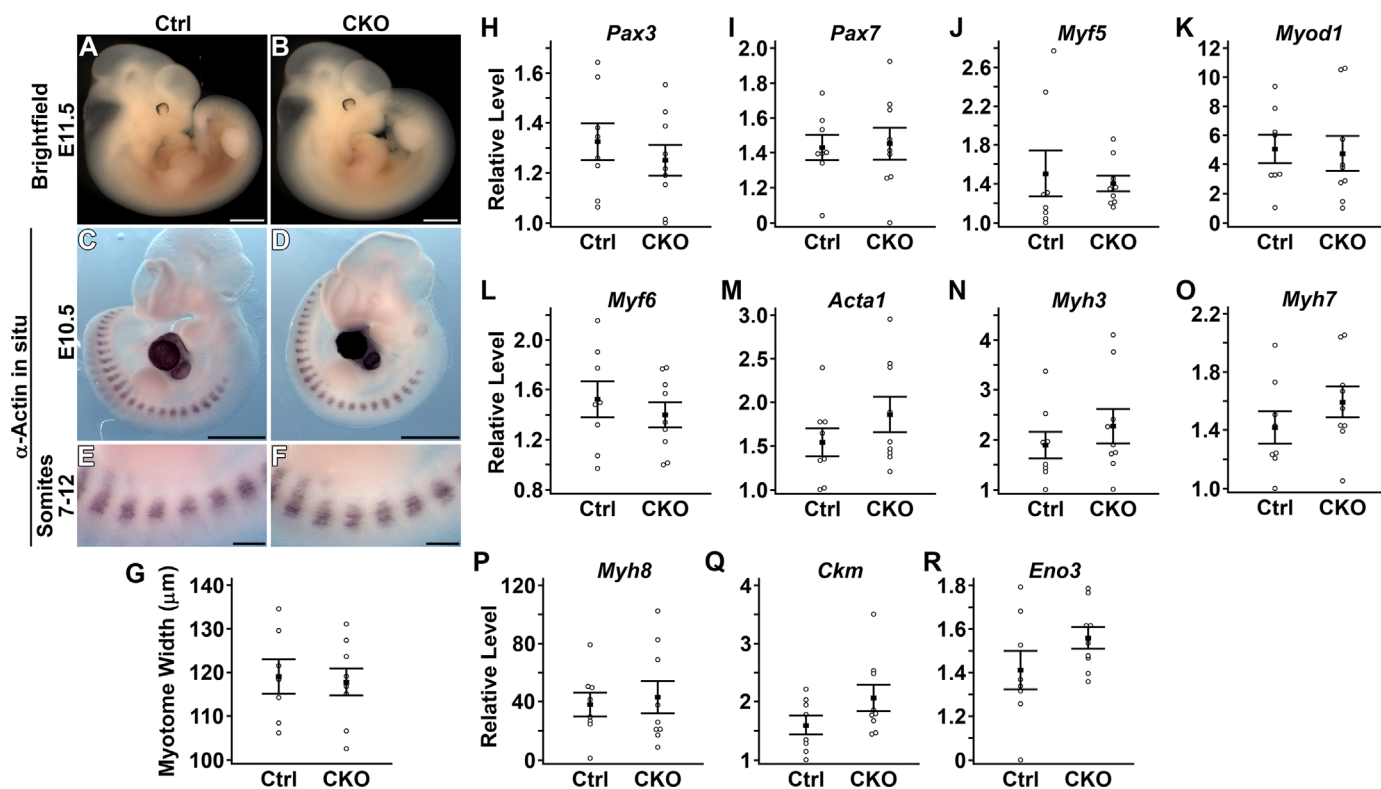 Ctrl
CKO
Brightfield
E11.5
A
B
α-Actin in situ
E10.5
C
D
Somites
7-12
E
F
G
Myotome Width (μm)
140
130
120
110
100
Ctrl
CKO
H
Pax3
Relative Level
1.6
1.4
1.2
1.0
Ctrl
CKO
I
Pax7
2.0
1.8
1.6
1.4
1.2
0
Ctrl
CKO
J
Myf5
2.6
2.2
1.8
1.4
1.0
Ctrl
CKO
K
Myod1
12
10
8
6
4
2
0
Ctrl
CKO
L
Myf6
Relative Level
2.0
1.6
1.2
0.8
Ctrl
CKO
M
Acta1
3.0
2.5
2.0
1.5
1.0
Ctrl
CKO
N
Myh3
4
3
2
1
Ctrl
CKO
O
Myh7
2.2
1.8
1.4
1.0
Ctrl
CKO
P
Myh8
Relative Level
120
80
40
0
Ctrl
CKO
Q
Ckm
4
3
2
1
Ctrl
CKO
R
Eno3
1.8
1.6
1.4
1.2
0
Ctrl
CKO